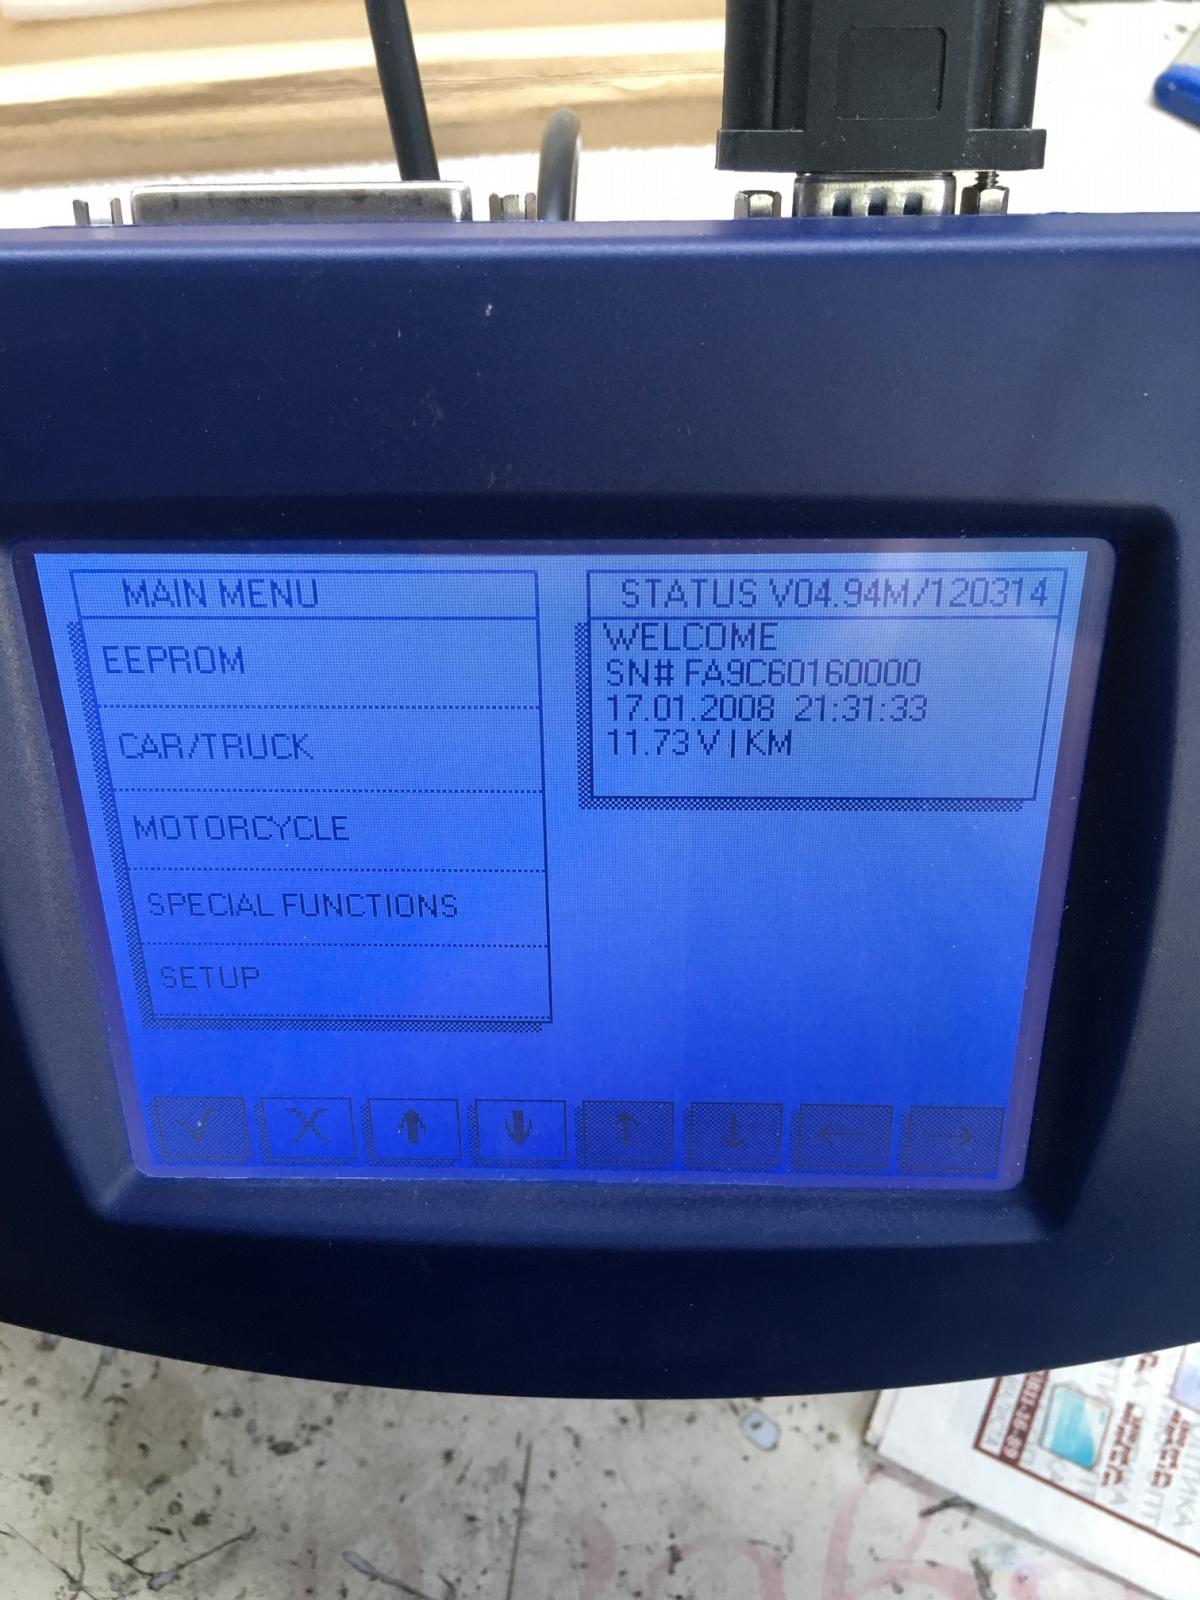 MAIN MENU
EEPROM
CAR/TRUCK
MOTORCYCLE
SPECIAL FUNCTIONS
SETUP
STATUS V04.94M/120314
WELCOME
SN# FA9C60160000
17.01.2008 21:31:33
11.73 V | KM